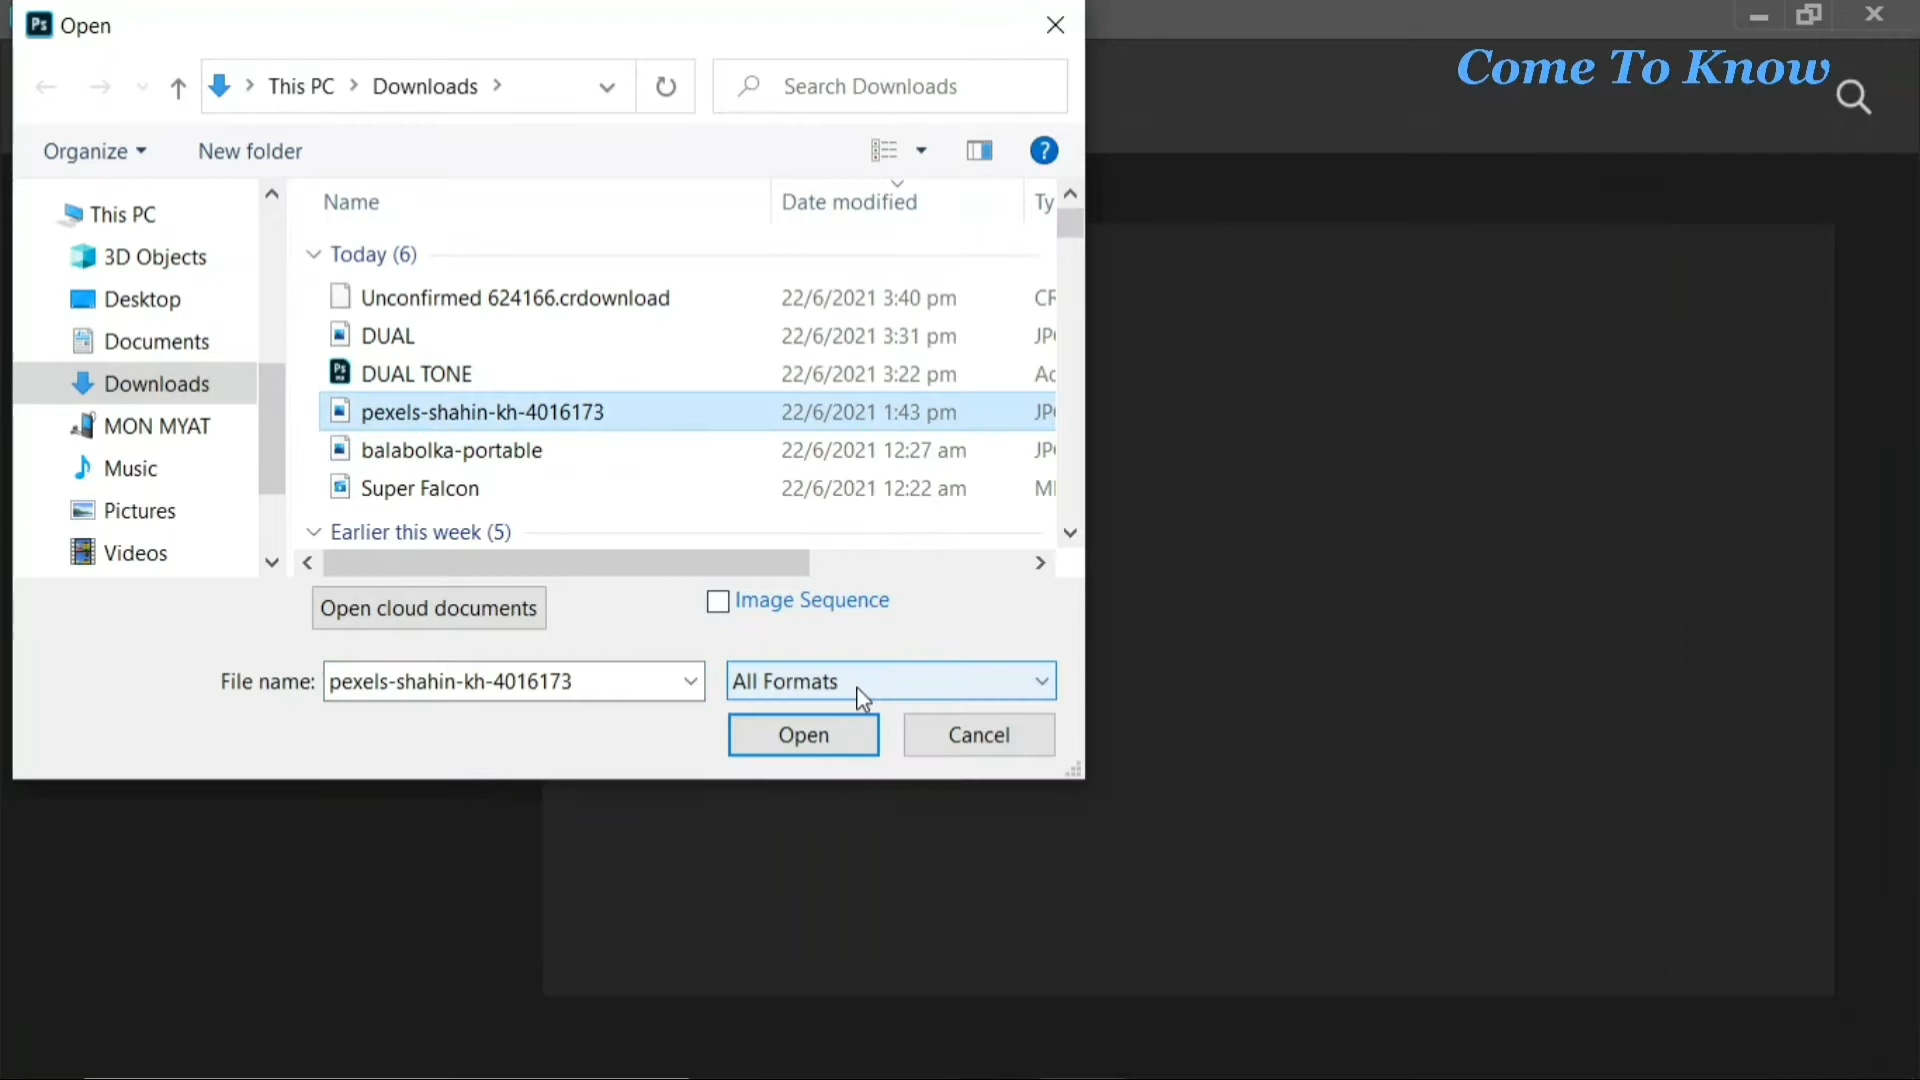 Ps Open
Come To Know
This PC Downloads
Search Downloads
Organize
New folder
?
Name
Date modified
Ty
This PC
3D Objects
Desktop
Documents
Downloads
MON MYAT
Music
Pictures
Videos
Today (6)
Unconfirmed 624166.crdownload 22/6/2021 3:40 pm CR
DUAL 22/6/2021 3:31 pm JP
Ps DUAL TONE 22/6/2021 3:22 pm Ac
pexels-shahin-kh-4016173 22/6/2021 1:43 pm JP
balabolka-portable 22/6/2021 12:27 am JP
Super Falcon 22/6/2021 12:22 am MI
Earlier this week (5)
Open cloud documents
Image Sequence
File name: pexels-shahin-kh-4016173
All Formats
Open
Cancel